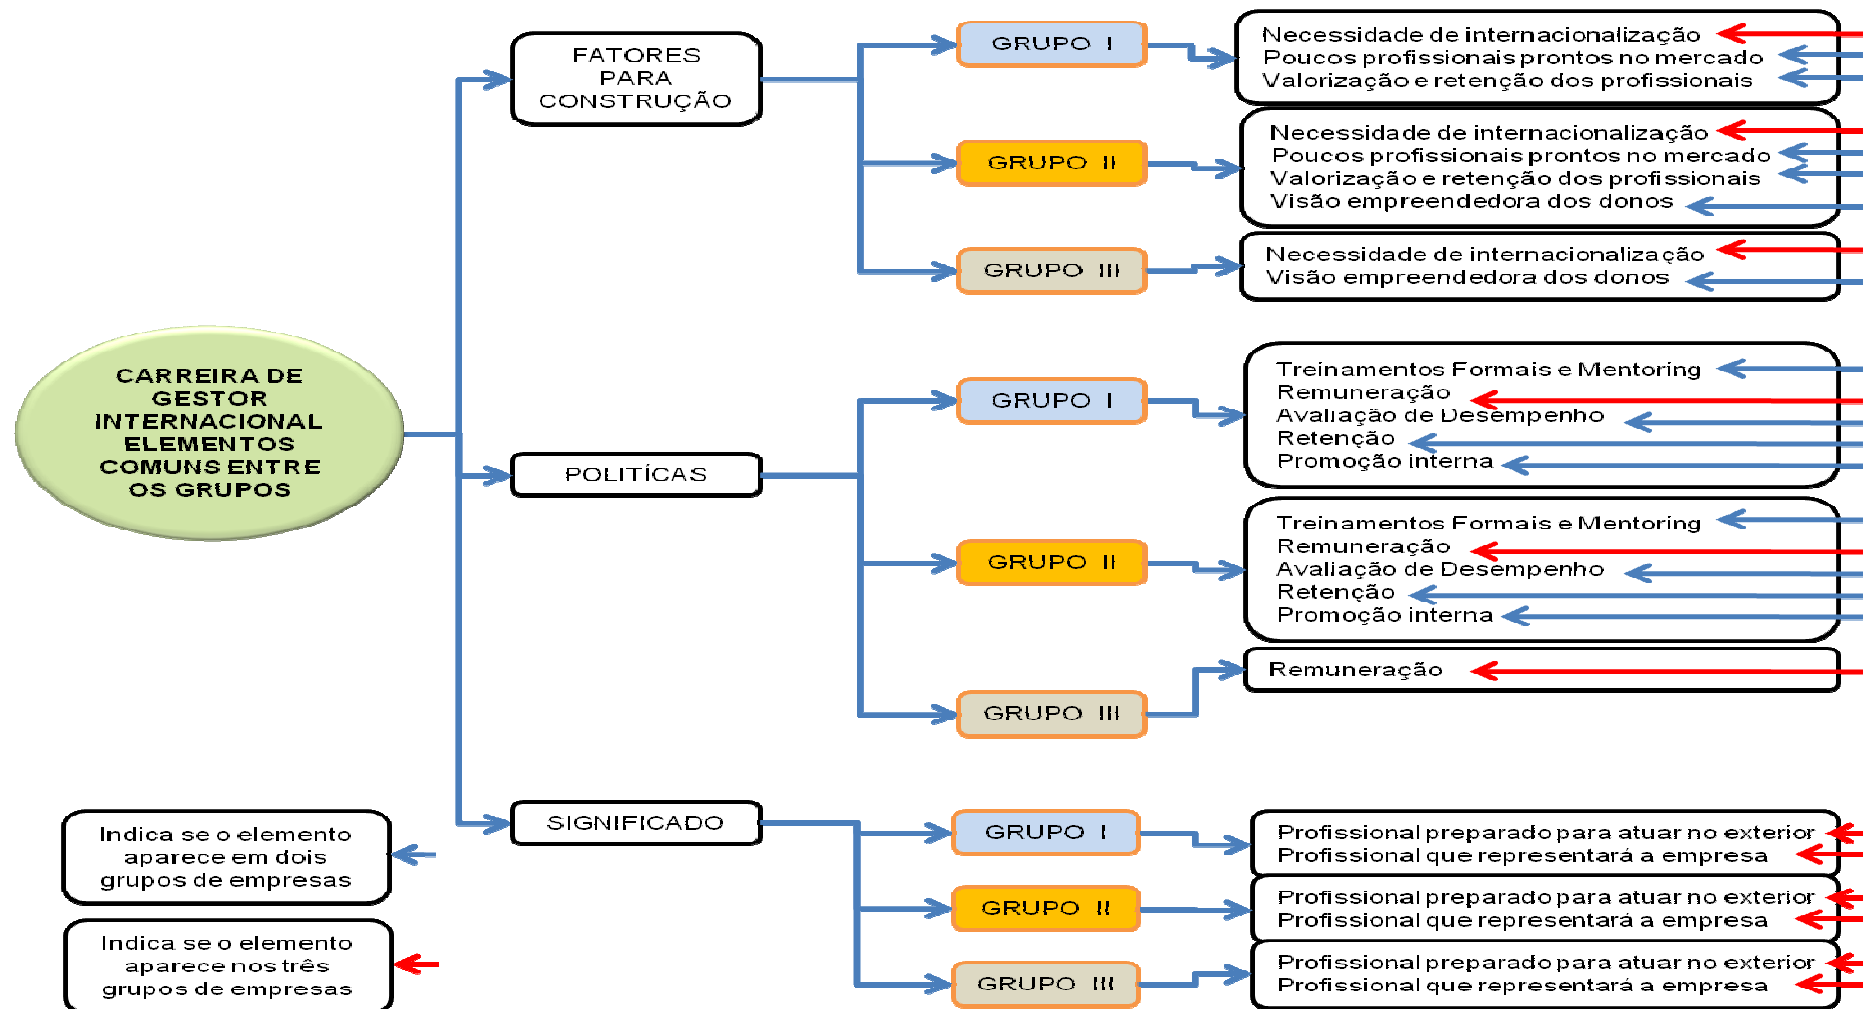 FATORES
PARA
CONSTRUÇÃO
GRUPO I
Necessidade de internacionalização
Poucos profissionais prontos no mercado
Valorização e retenção dos profissionais
GRUPO II
Necessidade de internacionalização
Poucos profissionais prontos no mercado
Valorização e retenção dos profissionais
Visão empreendedora dos donos
GRUPO III
Necessidade de internacionalização
Visão empreendedora dos donos
CARREIRA DE
GESTOR
INTERNACIONAL
ELEMENTOS
COMUNS ENTRE
OS GRUPOS
POLITÍCAS
GRUPO I
Treinamentos Formais e Mentoring
Remuneração
Avaliação de Desempenho
Retenção
Promoção interna
GRUPO II
Treinamentos Formais e Mentoring
Remuneração
Avaliação de Desempenho
Retenção
Promoção interna
GRUPO III
Remuneração
SIGNIFICADO
GRUPO I
Profissional preparado para atuar no exterior
Profissional que representará a empresa
GRUPO II
Profissional preparado para atuar no exterior
Profissional que representará a empresa
GRUPO III
Profissional preparado para atuar no exterior
Profissional que representará a empresa
Indica se o elemento
aparece em dois
grupos de empresas
Indica se o elemento
aparece nos três
grupos de empresas